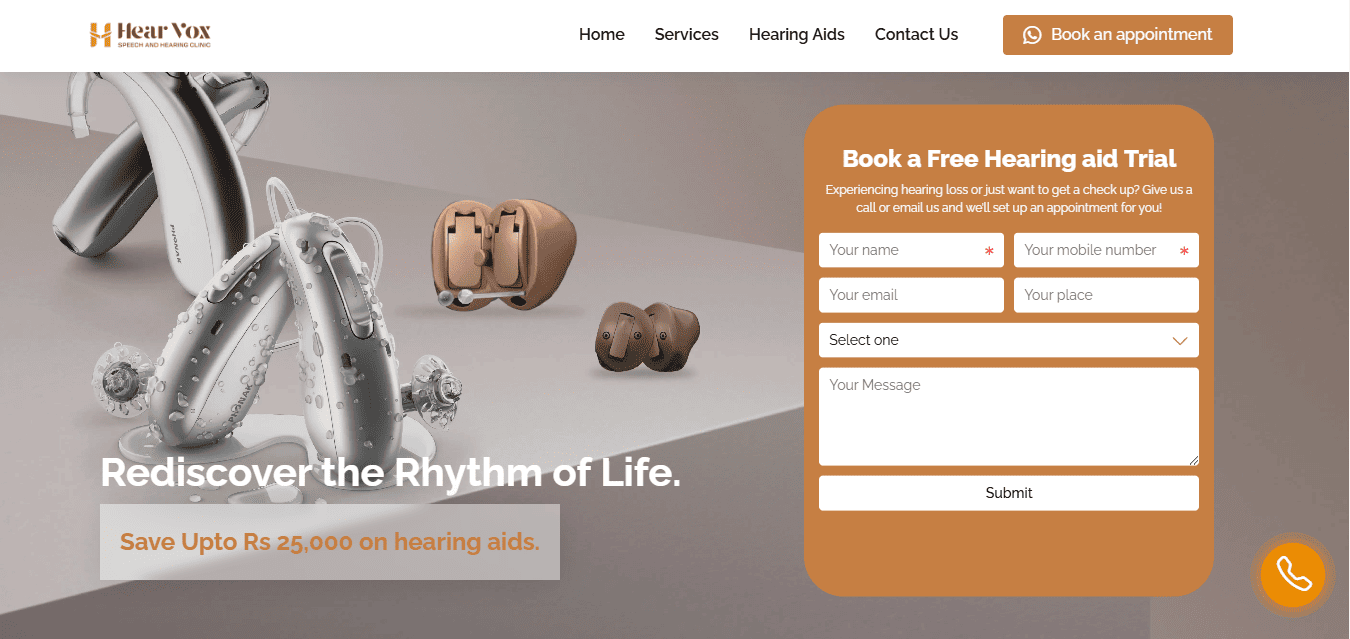 Hear Vox
SPEECH AND HEARING CLINIC
Home
Services
Hearing Aids
Contact Us
Book an appointment
PHONAK
PHONAK
Book a Free Hearing aid Trial
Experiencing hearing loss or just want to get a check up? Give us a
call or email us and we'll set up an appointment for you!
Your name *
Your mobile number *
Your email
Your place
Select one
Your Message
Submit
Rediscover the Rhythm of Life.
Save Upto Rs 25,000 on hearing aids.